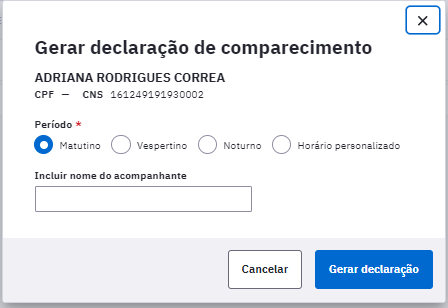 Gerar declaração de comparecimento
ADRIANA RODRIGUES CORREA
CPF — CNS 161249191930002
Período *
Matutino Vespertino Noturno Horário personalizado
Incluir nome do acompanhante
Cancelar Gerar declaração